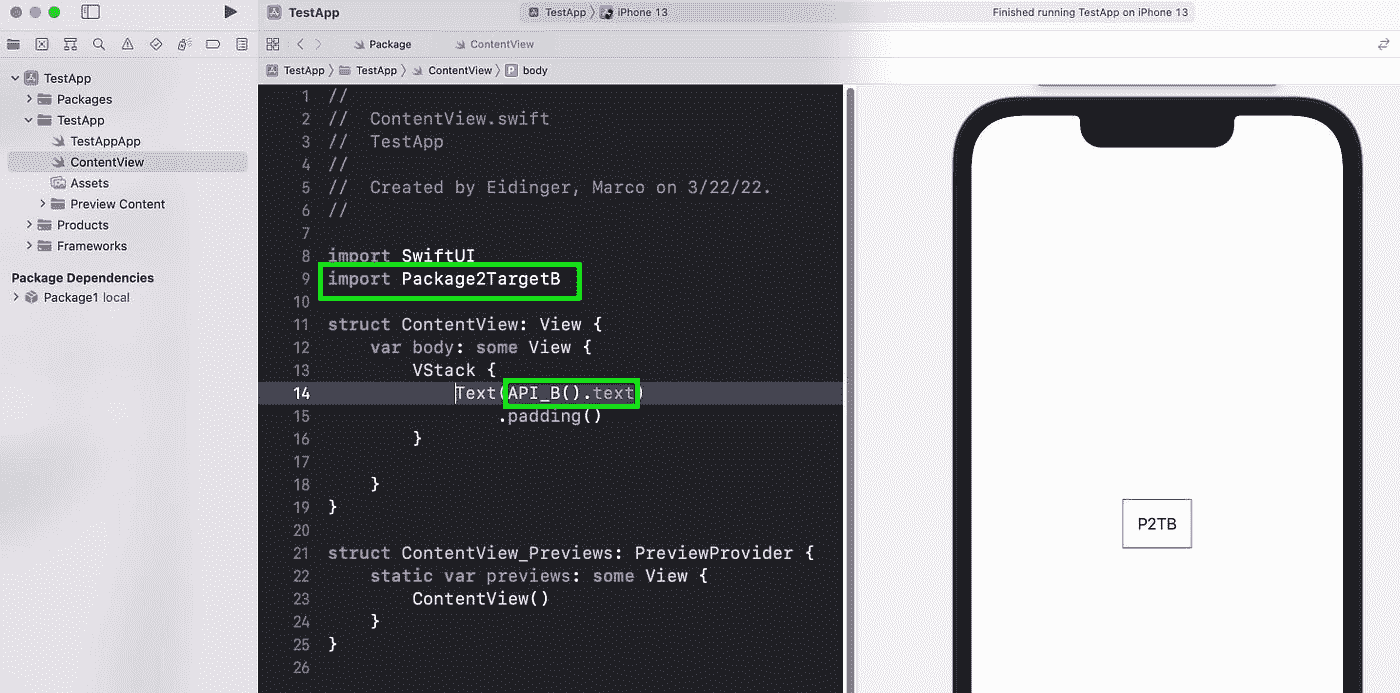 TestApp
TestApp 〉 iPhone 13
Finished running TestApp on iPhone 13
Package
ContentView
TestApp 〉 TestApp 〉 ContentView 〉 P body
TestApp
Packages
TestApp
TestAppApp
ContentView
Assets
Preview Content
Products
Frameworks
Package Dependencies
Package1 local
1 //
2 //  ContentView.swift
3 //  TestApp
4 //
5 //  Created by Eidinger, Marco on 3/22/22.
6 //
7
8 import SwiftUI
9 import Package2TargetB
10
11 struct ContentView: View {
12     var body: some View {
13         VStack {
14             Text(API_B().text)
15                 .padding()
16         }
17
18     }
19 }
20
21 struct ContentView_Previews: PreviewProvider {
22     static var previews: some View {
23         ContentView()
24     }
25 }
26
P2TB